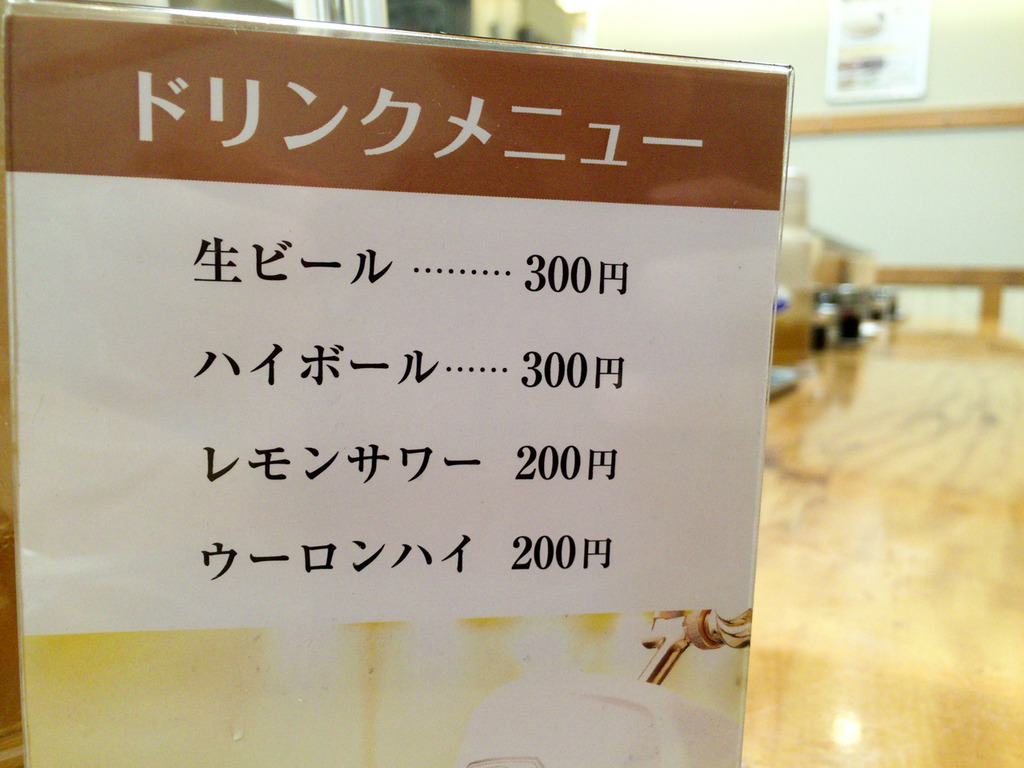 ドリンクメニュー
生ビール ········· 300円
ハイボール······ 300円
レモンサワー 200円
ウーロンハイ 200円